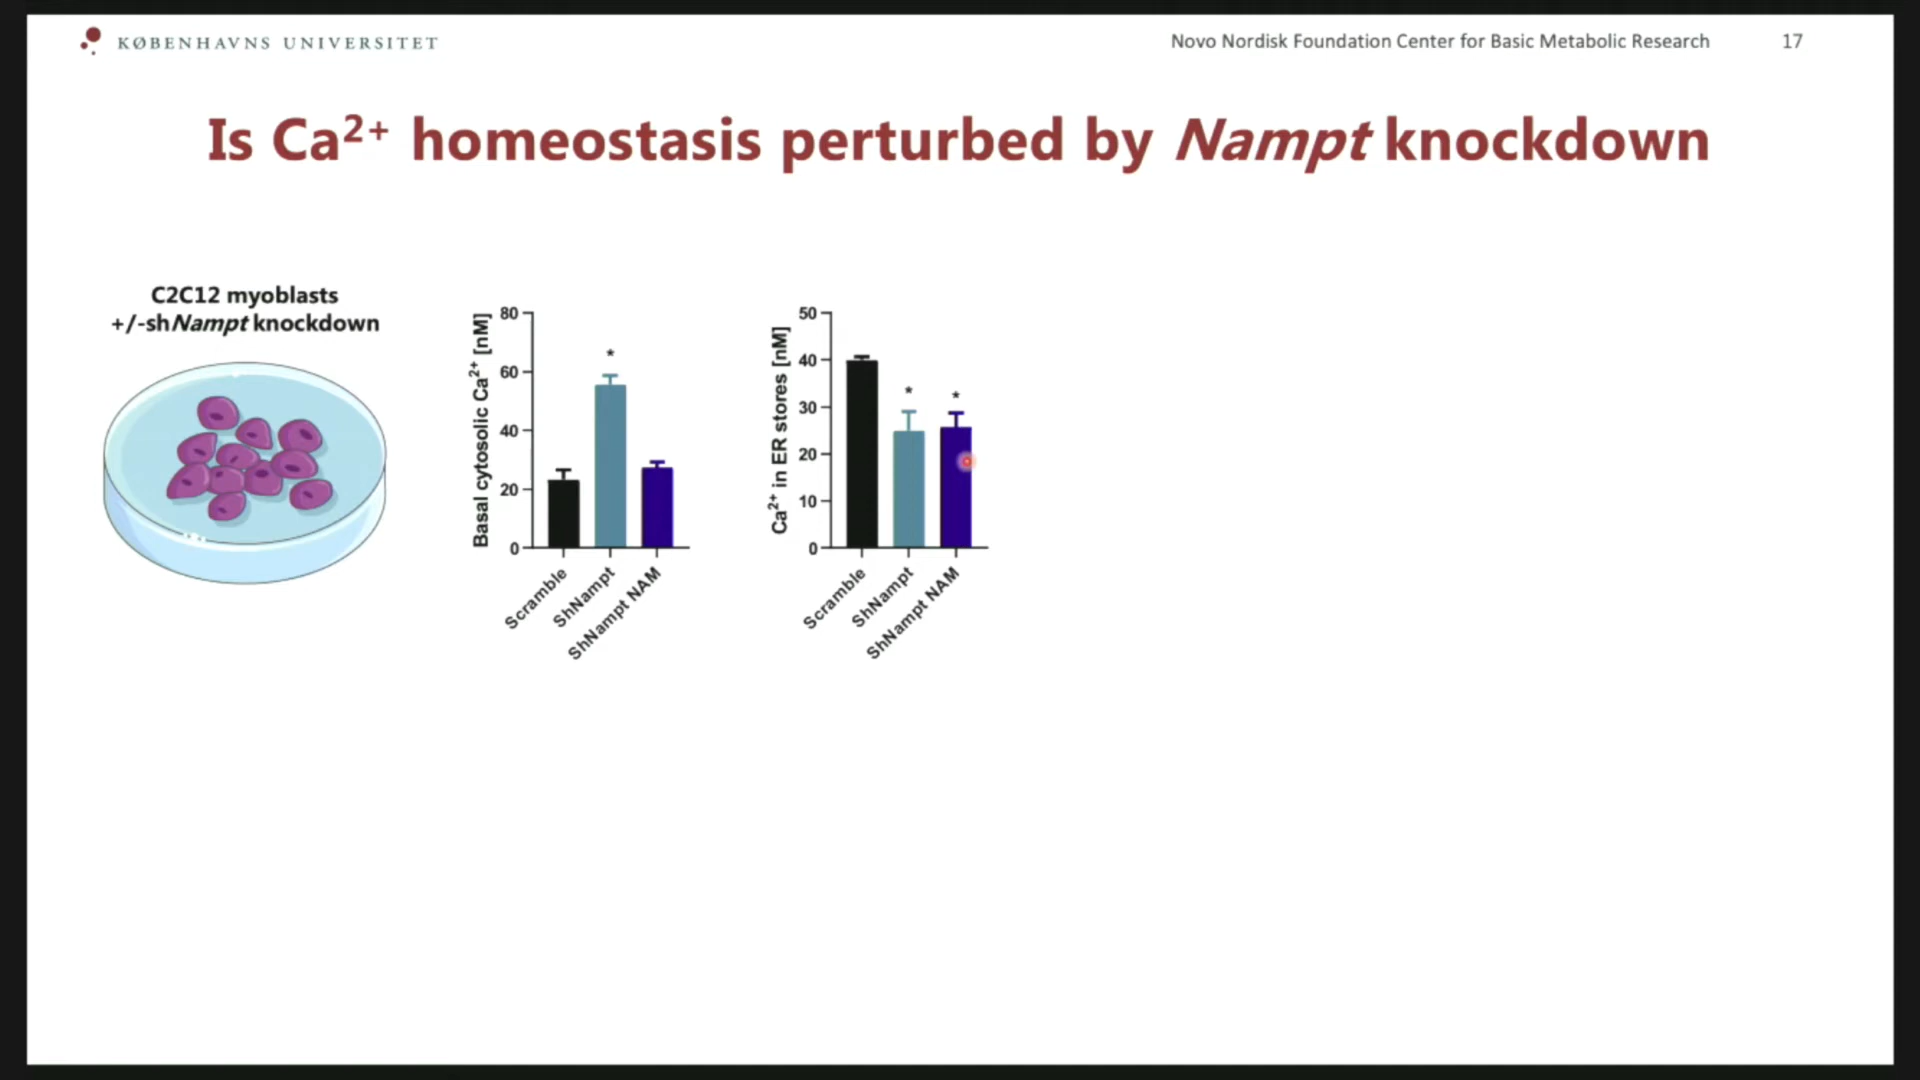 KØBENHAVNS UNIVERSITET
Novo Nordisk Foundation Center for Basic Metabolic Research
17
Is Ca²⁺ homeostasis perturbed by Nampt knockdown
C2C12 myoblasts
+/-shNampt knockdown
Basal cytosolic Ca²⁺ [nM]
80
60
40
20
0
*
Scramble
ShNampt
ShNampt NAM
Ca²⁺ in ER stores [nM]
50
40
30
20
10
0
*
*
Scramble
ShNampt
ShNampt NAM